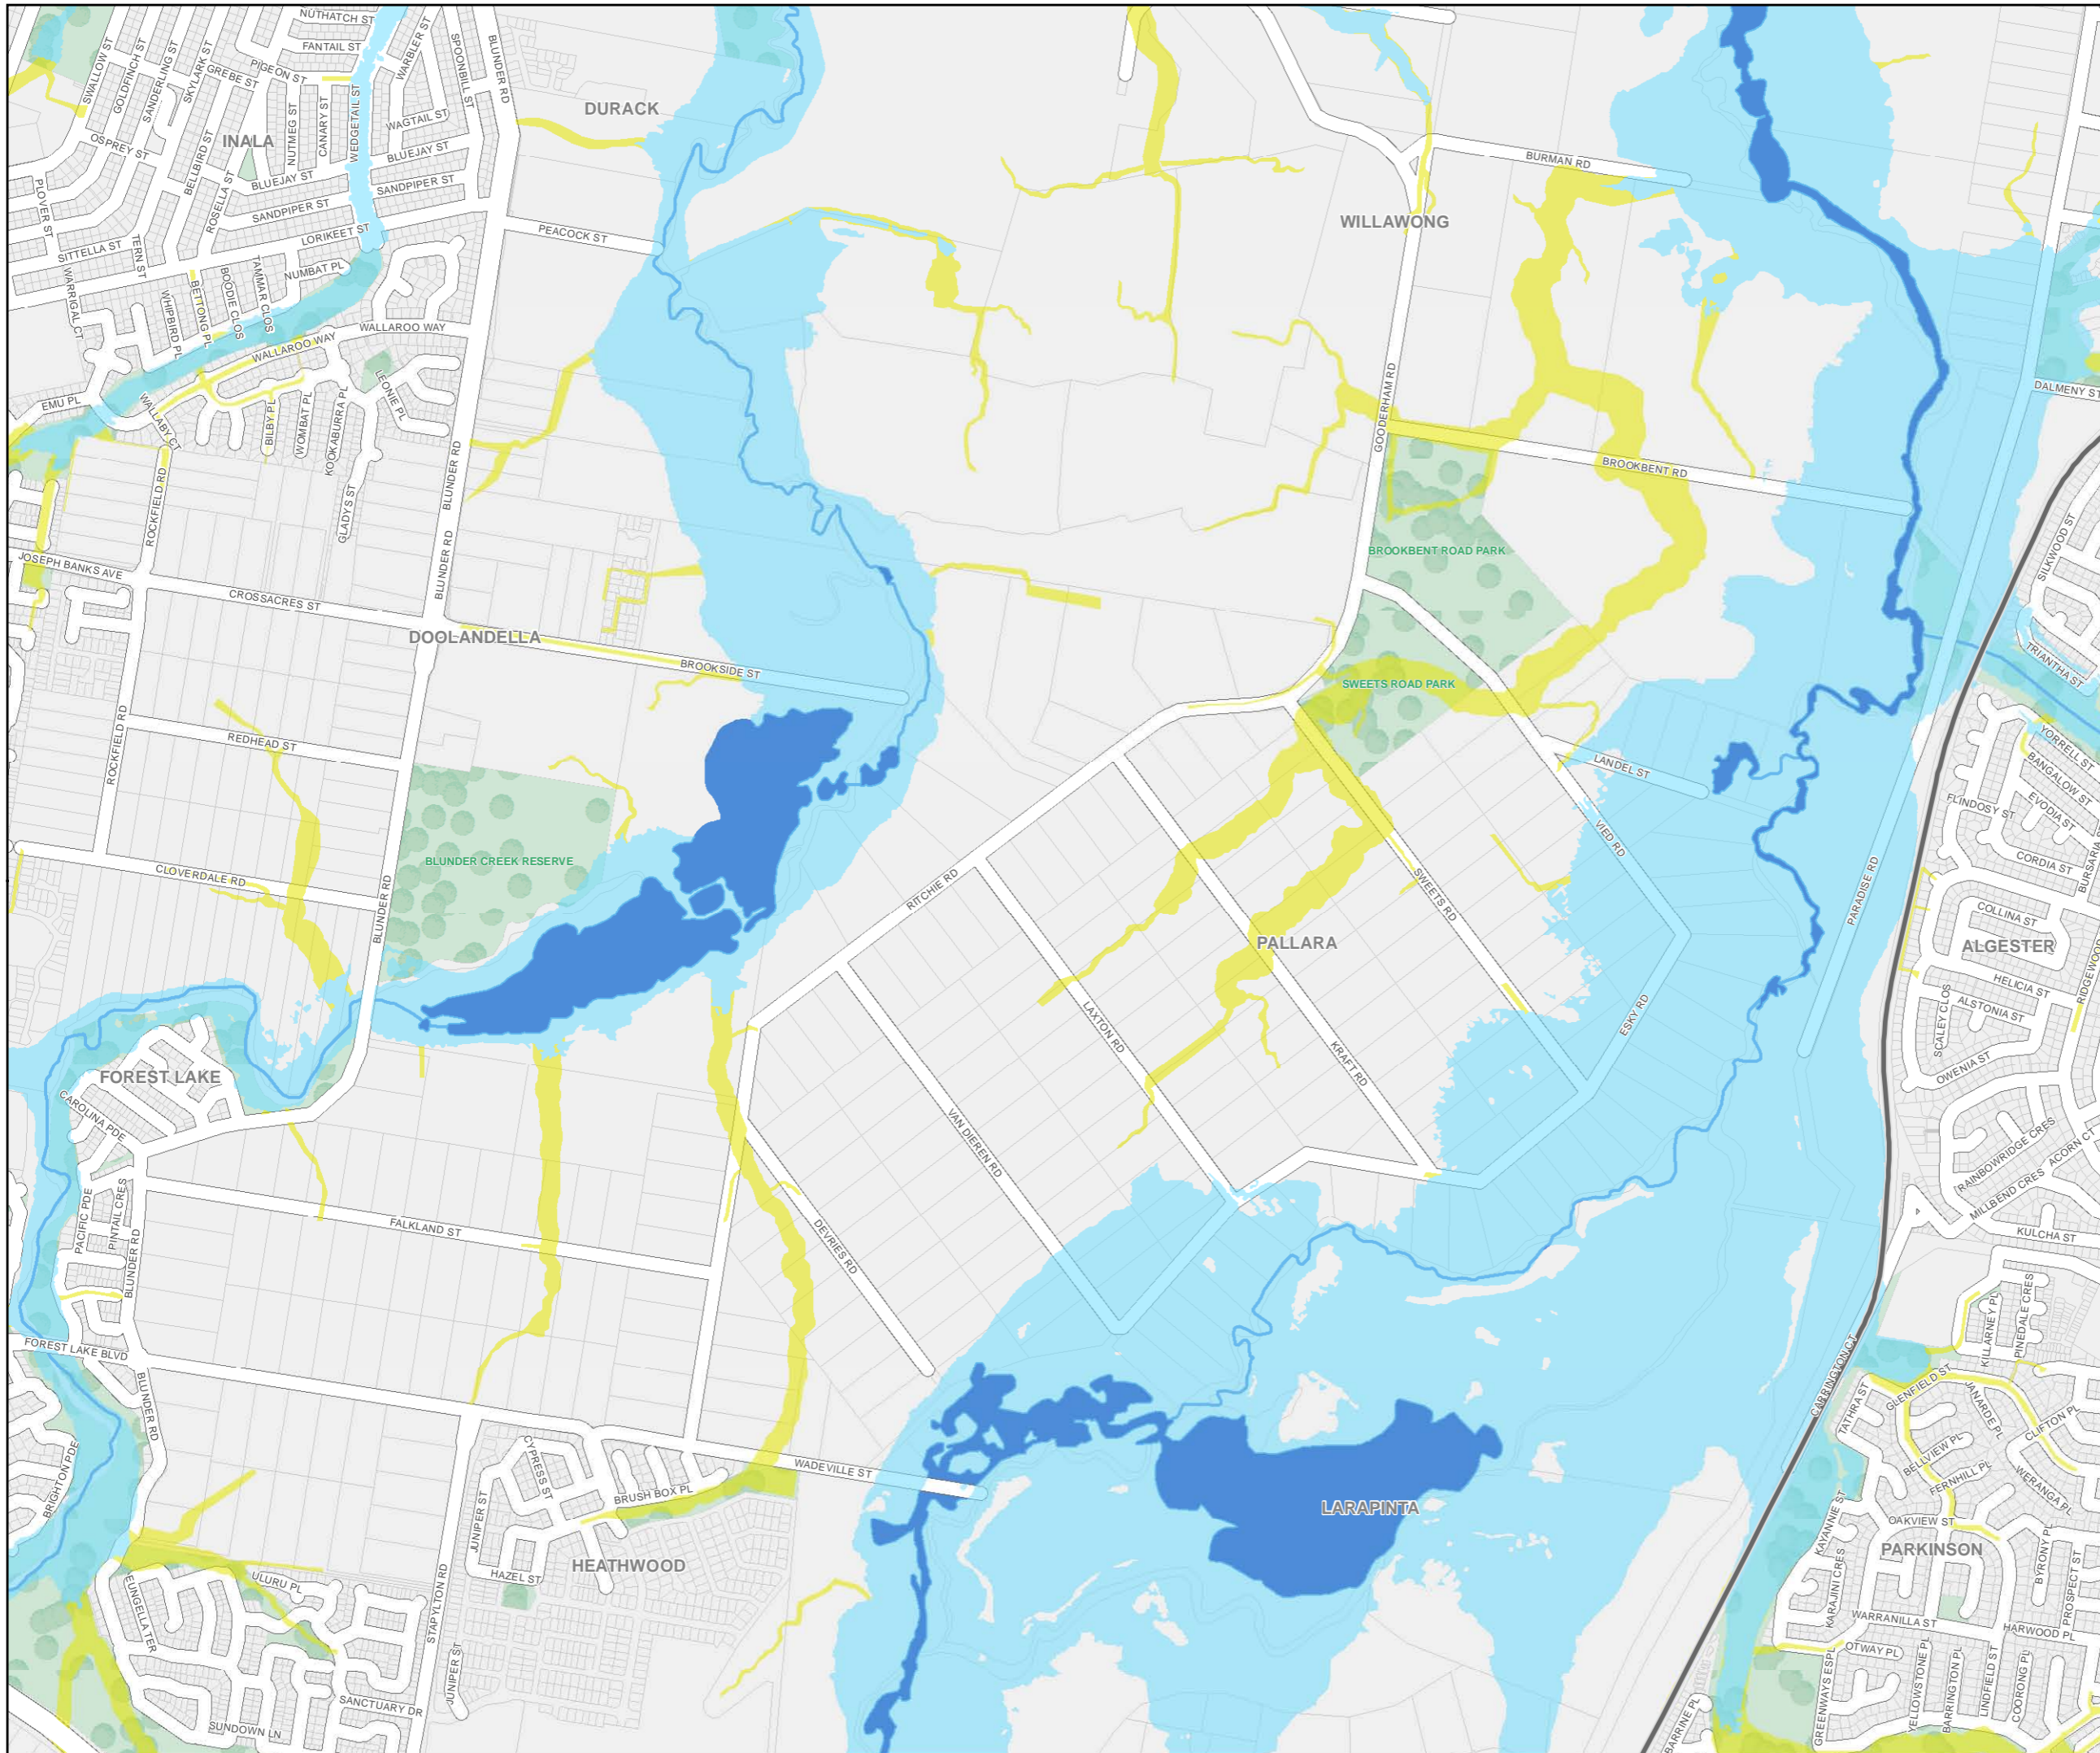 NUTHATCH ST
FANTAIL ST
SWALLOW ST
GOLDFINCH ST
SANDERLING ST
SKYLARK ST
GREBE ST
PIGEON ST
WARBLER ST
SPOONBILL ST
BLUNDER RD
DURACK
OSPREY ST
INALA
NUTMEG ST
CANARY ST
WEDGETAIL ST
WAGTAIL ST
BLUEJAY ST
BELLBIRD ST
BLUEJAY ST
SANDPIPER ST
PLOVER ST
ROSELLA ST
SANDPIPER ST
BURMAN RD
WILLAWONG
SITTELLA ST
TERN ST
LORIKEET ST
PEACOCK ST
WARRIGAL CT
WHIPBIRD PL
BETTONG PL
BOODIE CLOS
TAMMAR CLOS
NUMBAT PL
WALLAROO WAY
WALLAROO WAY
EMU PL
WALLABY CT
BILBY PL
WOMBAT PL
KOOKABURRA PL
LEONIE PL
GOODERHAM RD
DALMENY ST
BROOKBENT RD
ROCKFIELD RD
GLADYS ST
BLUNDER RD
BLUNDER RD
BLUNDER RD
JOSEPH BANKS AVE
CROSSACRES ST
BROOKBENT ROAD PARK
SILKWOOD ST
DOOLANDELLA
BROOKSIDE ST
SWEETS ROAD PARK
TRIANTHA ST
ROCKFIELD RD
REDHEAD ST
LANDEL ST
YORRELL ST
BANGALOW ST
EVODIA ST
FLINDOSY ST
VIED RD
CORDIA ST
BURSARIA
BLUNDER CREEK RESERVE
CLOVERDALE RD
RITCHIE RD
SWEETS RD
PARADISE RD
BLUNDER RD
COLLINA ST
PALLARA
ALGESTER
RIDGEWOOD
HELICIA ST
ALSTONIA ST
SCALEY CLOS
LAXTON RD
KRAFT RD
ESKY RD
OWENIA ST
FOREST LAKE
CAROLINA PDE
VAN DIEREN RD
RAINBOWRIDGE CRES
ACORN CT
MILLBEND CRES
PACIFIC PDE
PINTAIL CRES
BLUNDER RD
FALKLAND ST
DEVRIES RD
KULCHA ST
KILLARNEY PL
PINEDALE CRES
FOREST LAKE BLVD
BLUNDER RD
CARRINGTON CT
TATHRA ST
GLENFIELD ST
JANARDE PL
CLIFTON PL
BELLVIEW PL
FERNHILL PL
WERANGA PL
BRIGHTON PDE
CYPRESS ST
JUNIPER ST
BRUSH BOX PL
WADEVILLE ST
LARAPINTA
KAYANNIE ST
OAKVIEW ST
PARKINSON
HEATHWOOD
HAZEL ST
ULURU PL
EUNGELLA TER
STAPYLTON RD
KARAJINI CRES
BYRONY PL
PROSPECT ST
WARRANILLA ST
HARWOOD PL
OTWAY PL
JUNIPER ST
SANCTUARY DR
SUNDOWN LN
BARRINE PL
GREENWAYS ESPL
YELLOWSTONE PL
BARRINGTON PL
LINDFIELD ST
COORONG PL